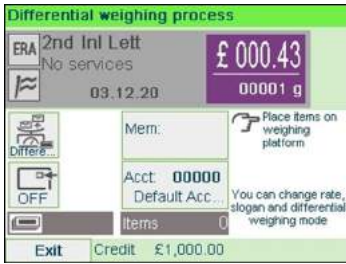 Differential weighing process
ERA 2nd Inl Lett £ 000.43
No services
03.12.20 00001 g
Mem:
Place items on
weighing
platform
Differe...
Acct: 00000
Default Acc...
OFF
You can change rate,
slogan and differential
weighing mode
Items 0
Exit Credit £1,000.00